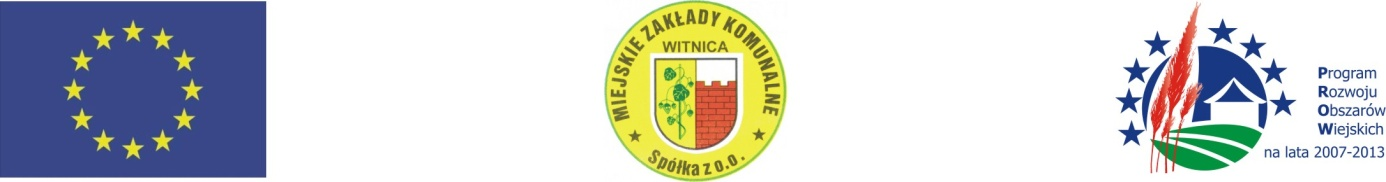 MIEJSKIE ZAKŁADY KOMUNALNE
WITNICA
Spółka z o.o.
Program
Rozwoju
Obszarów
Wiejskich
na lata 2007-2013